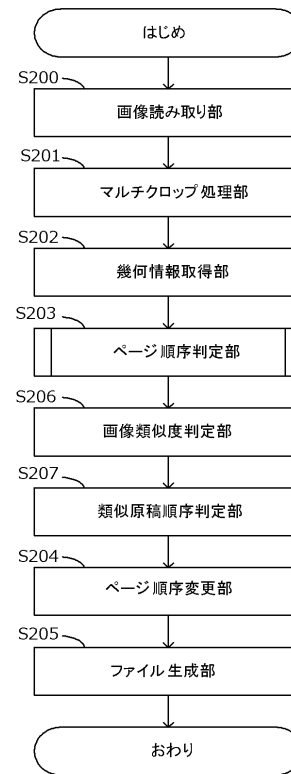 はじめ
S200
画像読み取り部
S201
マルチクロップ処理部
S202
幾何情報取得部
S203
ページ順序判定部
S206
画像類似度判定部
S207
類似原稿順序判定部
S204
ページ順序変更部
S205
ファイル生成部
おわり